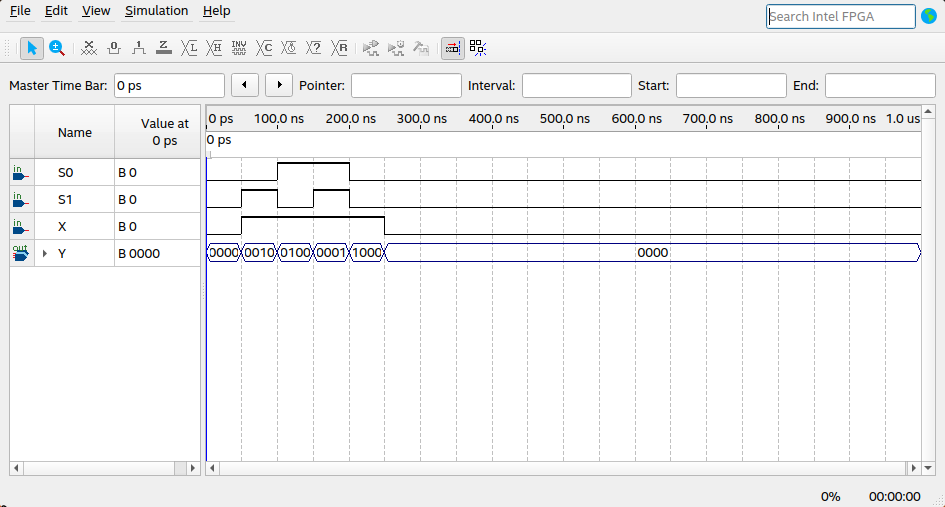 File Edit View Simulation Help
Search Intel FPGA
Master Time Bar: 0 ps Pointer: Interval: Start: End:
Name Value at 0 ps
0 ps 100.0 ns 200.0 ns 300.0 ns 400.0 ns 500.0 ns 600.0 ns 700.0 ns 800.0 ns 900.0 ns 1.0 us
0 ps
in S0 B 0
in S1 B 0
in X B 0
out Y B 0000 0000 0010 0100 0001 1000 0000
0% 00:00:00